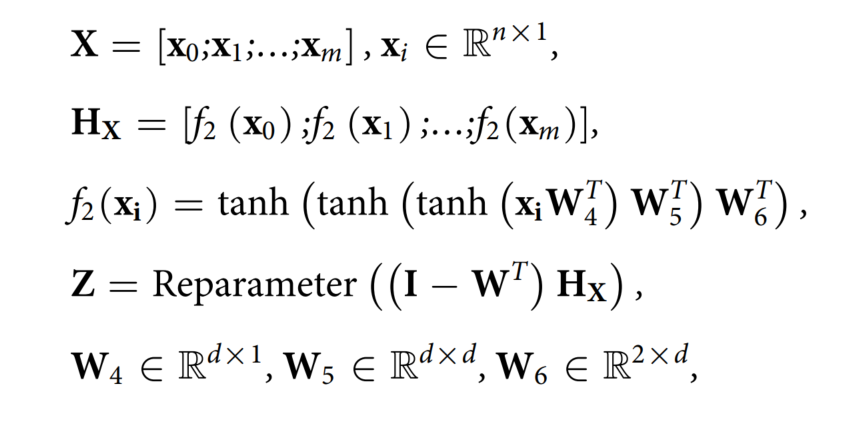 X = [x₀;x₁;…;xₘ] , xᵢ ∈ ℝⁿˣ¹,
H_X = [f₂ (x₀) ;f₂ (x₁) ;…;f₂(xₘ)],
f₂(xᵢ) = tanh (tanh (tanh (xᵢW₄ᵀ) W₅ᵀ) W₆ᵀ) ,
Z = Reparameter ((I − Wᵀ) H_X) ,
W₄ ∈ ℝᵈˣ¹, W₅ ∈ ℝᵈˣᵈ, W₆ ∈ ℝ²ˣᵈ,